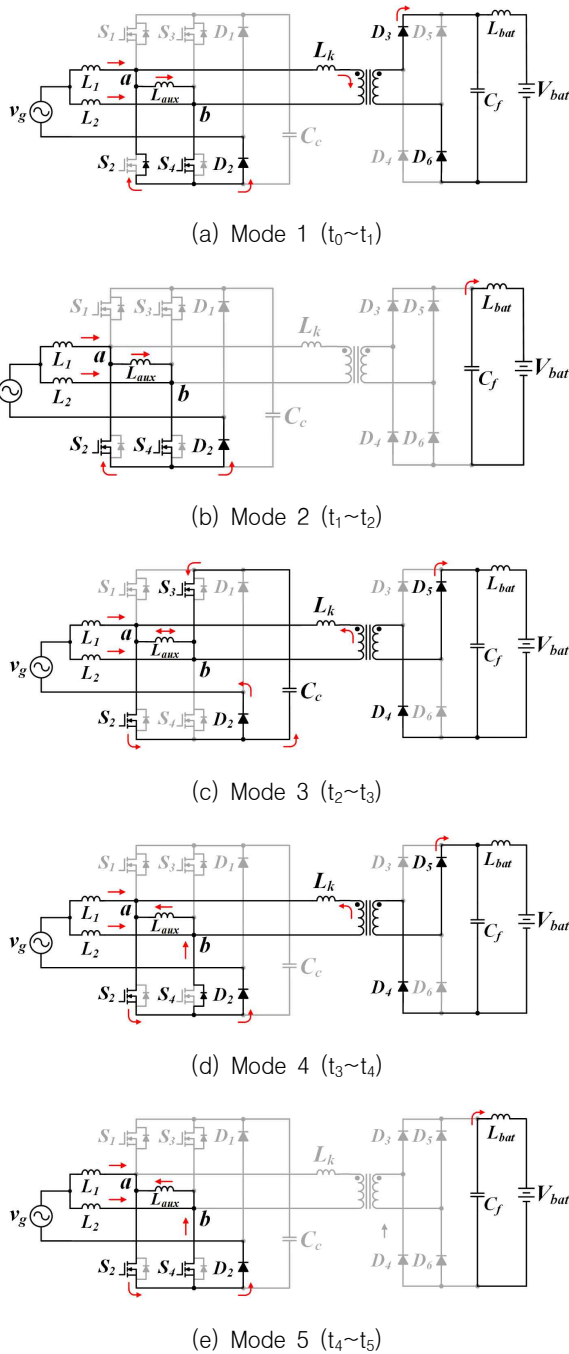 S1 S3 D1 Lk D3 D5 Lbat
L1 a Laux b L2 vg
S2 S4 D2 Cc D4 D6 Cf Vbat
(a) Mode 1 (t0~t1)
S1 S3 D1 Lk D3 D5 Lbat
L1 a Laux b L2
S2 S4 D2 Cc D4 D6 Cf Vbat
(b) Mode 2 (t1~t2)
S1 S3 D1 Lk D3 D5 Lbat
L1 a Laux b L2 vg
S2 S4 D2 Cc D4 D6 Cf Vbat
(c) Mode 3 (t2~t3)
S1 S3 D1 Lk D3 D5 Lbat
L1 a Laux b L2 vg
S2 S4 D2 Cc D4 D6 Cf Vbat
(d) Mode 4 (t3~t4)
S1 S3 D1 Lk D3 D5 Lbat
L1 a Laux b L2 vg
S2 S4 D2 Cc D4 D6 Cf Vbat
(e) Mode 5 (t4~t5)